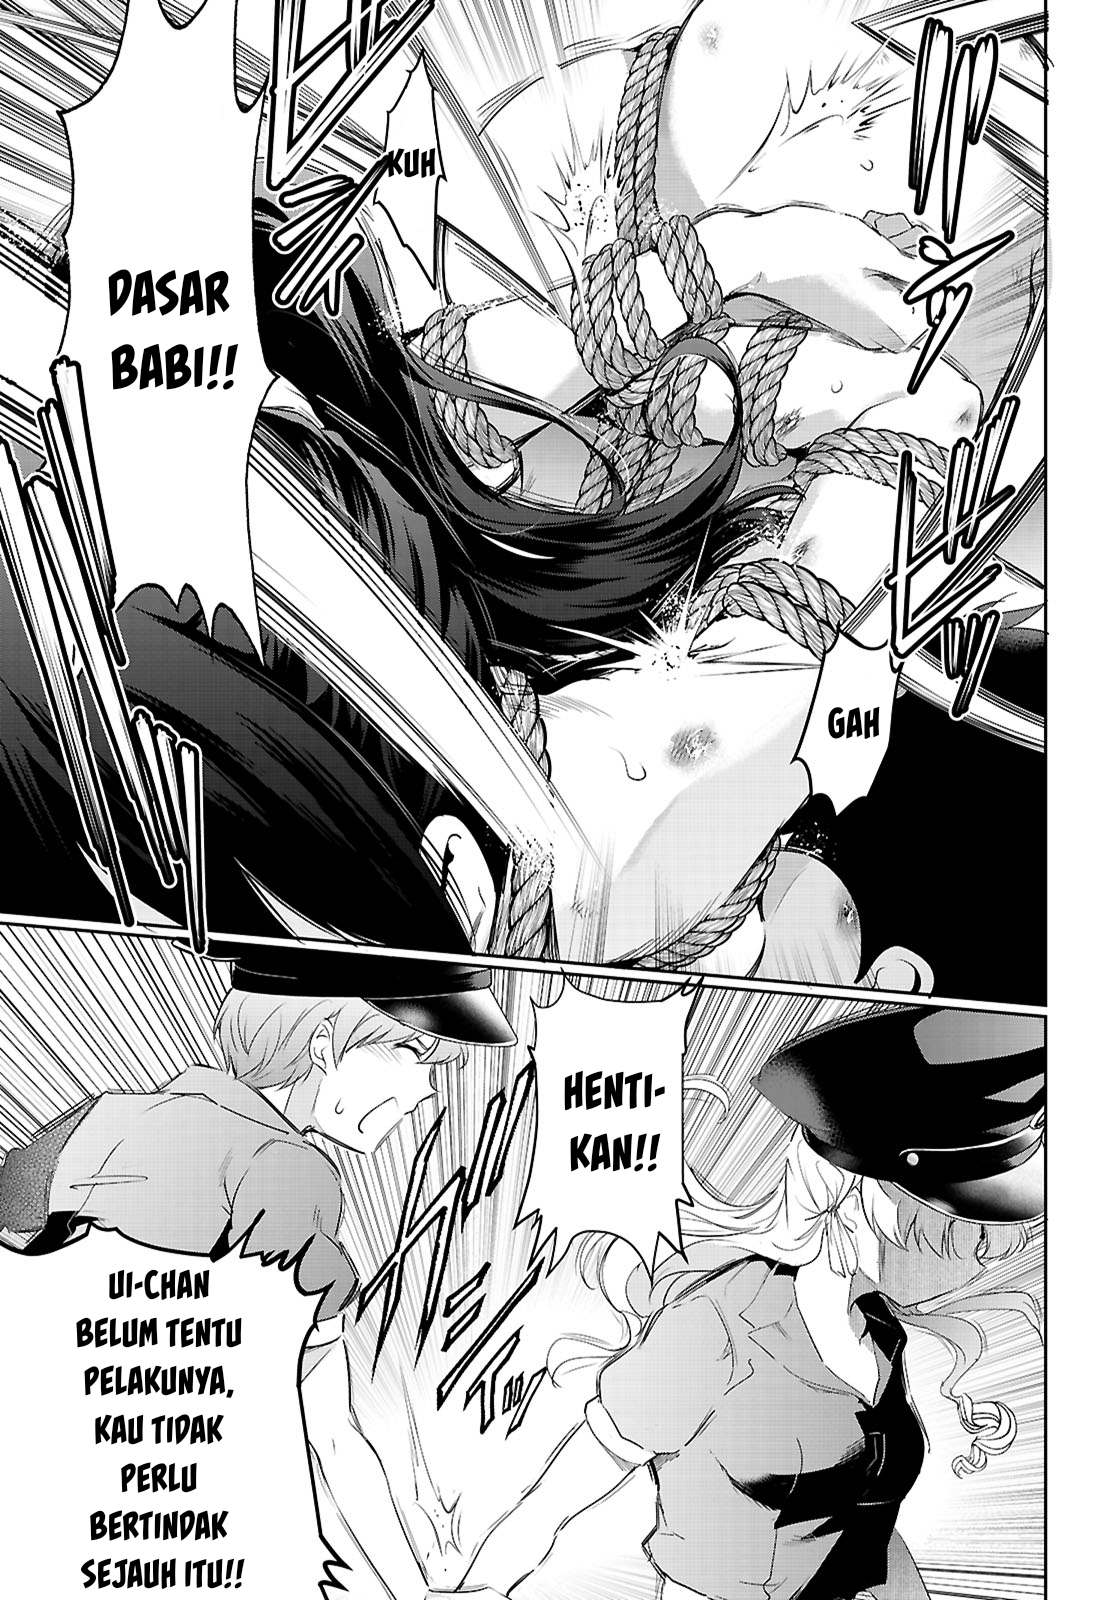 KUH
DASAR
BABI!!
GAH
HENTI-
KAN!!
UI-CHAN
BELUM TENTU
PELAKUNYA,
KAU TIDAK
PERLU
BERTINDAK
SEJAUH ITU!!